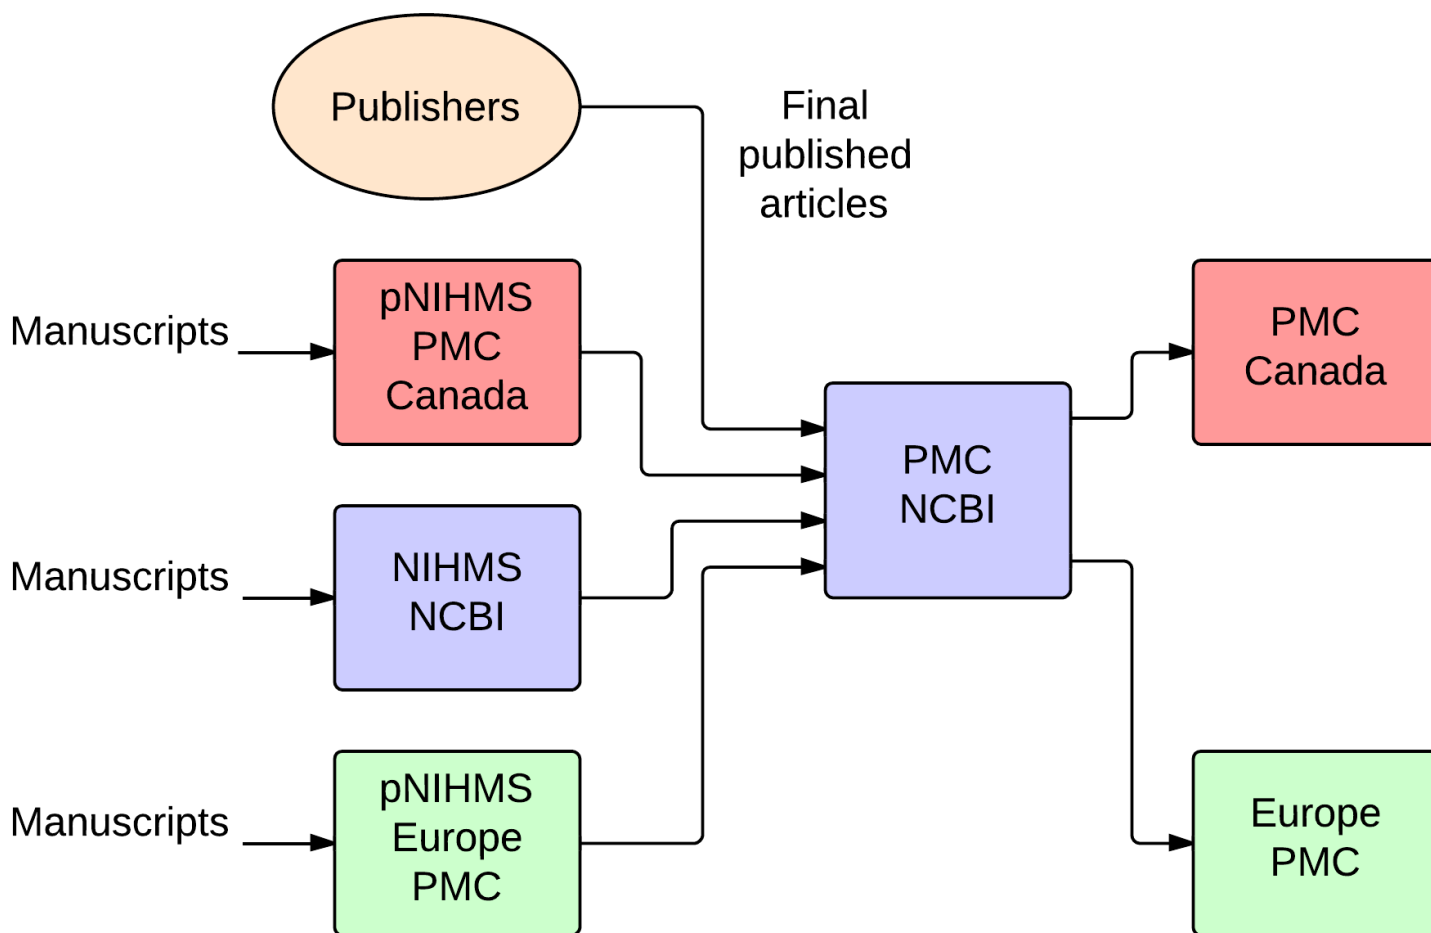 Publishers
Final
published
articles
Manuscripts
pNIHMS
PMC
Canada
PMC
Canada
PMC
NCBI
Manuscripts
NIHMS
NCBI
Manuscripts
pNIHMS
Europe
PMC
Europe
PMC